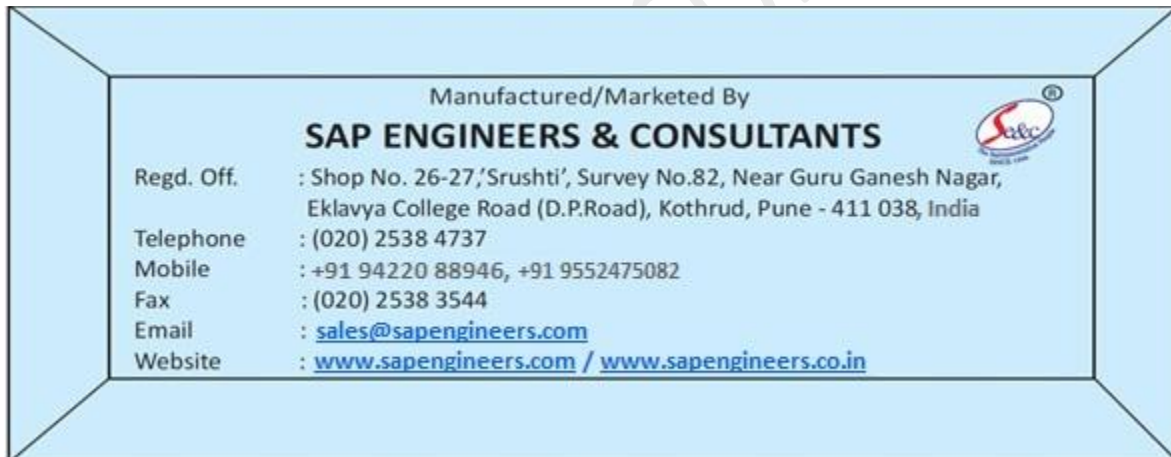 Manufactured/Marketed By
SAP ENGINEERS & CONSULTANTS
®
Se&c
SINCE
Regd. Off. : Shop No. 26-27,'Srushti', Survey No.82, Near Guru Ganesh Nagar,
Eklavya College Road (D.P.Road), Kothrud, Pune - 411 038, India
Telephone : (020) 2538 4737
Mobile : +91 94220 88946, +91 9552475082
Fax : (020) 2538 3544
Email : sales@sapengineers.com
Website : www.sapengineers.com / www.sapengineers.co.in